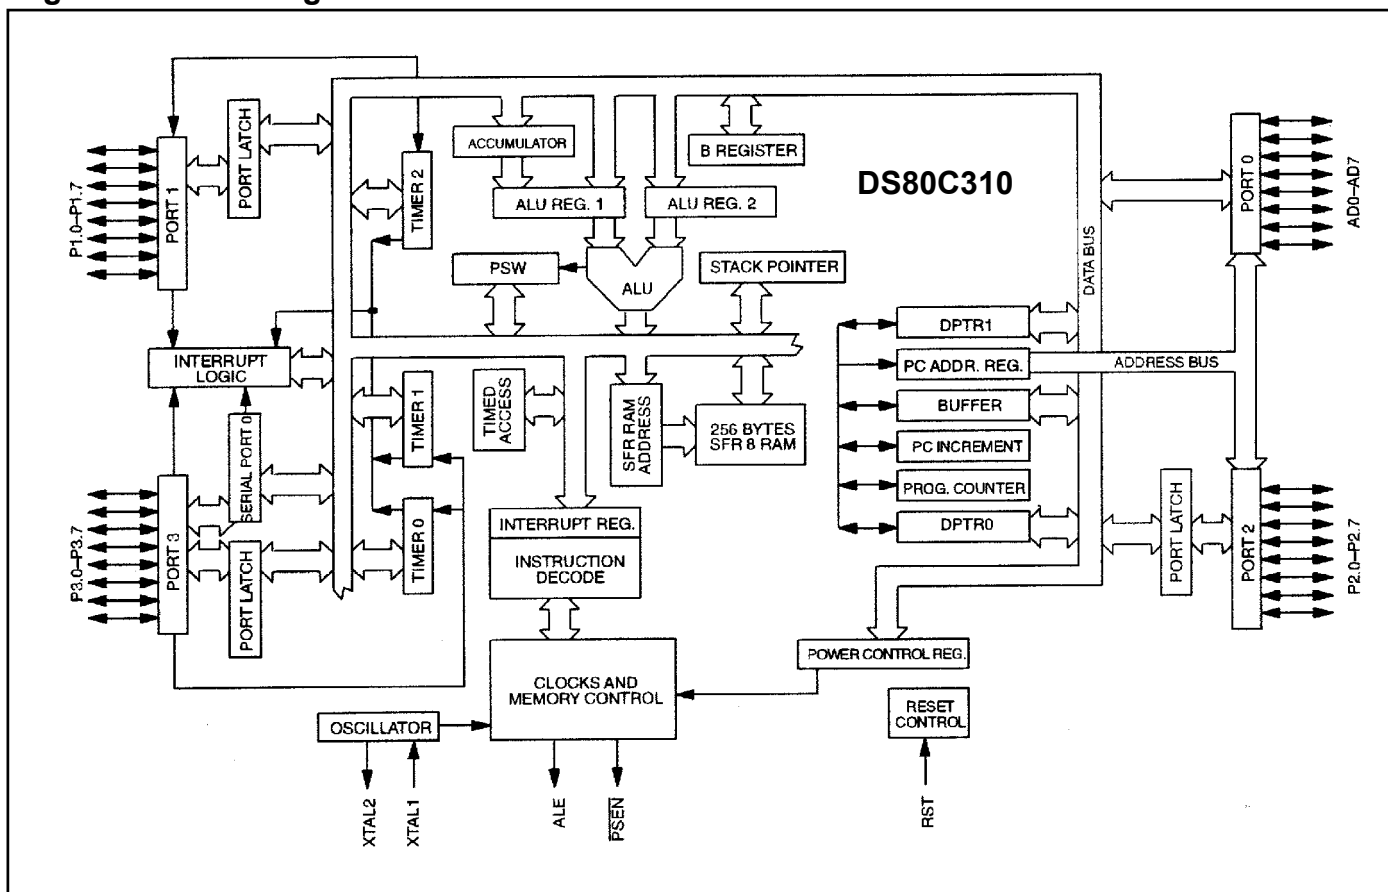 PORT LATCH
ACCUMULATOR
B REGISTER
PORT 1
P1.0–P1.7
TIMER 2
ALU REG. 1
ALU REG. 2
DS80C310
PORT 0
AD0–AD7
PSW
ALU
STACK POINTER
DATA BUS
DPTR1
INTERRUPT
LOGIC
PC ADDR. REG.
ADDRESS BUS
TIMER 1
TIMED
ACCESS
SFR RAM
ADDRESS
256 BYTES
SFR 8 RAM
BUFFER
PC INCREMENT
PROG. COUNTER
DPTR0
SERIAL PORT 0
PORT 3
P3.0–P3.7
PORT LATCH
TIMER 0
INTERRUPT REG.
INSTRUCTION
DECODE
PORT LATCH
PORT 2
P2.0–P2.7
POWER CONTROL REG.
CLOCKS AND
MEMORY CONTROL
RESET
CONTROL
OSCILLATOR
XTAL2
XTAL1
ALE
PSEN
RST